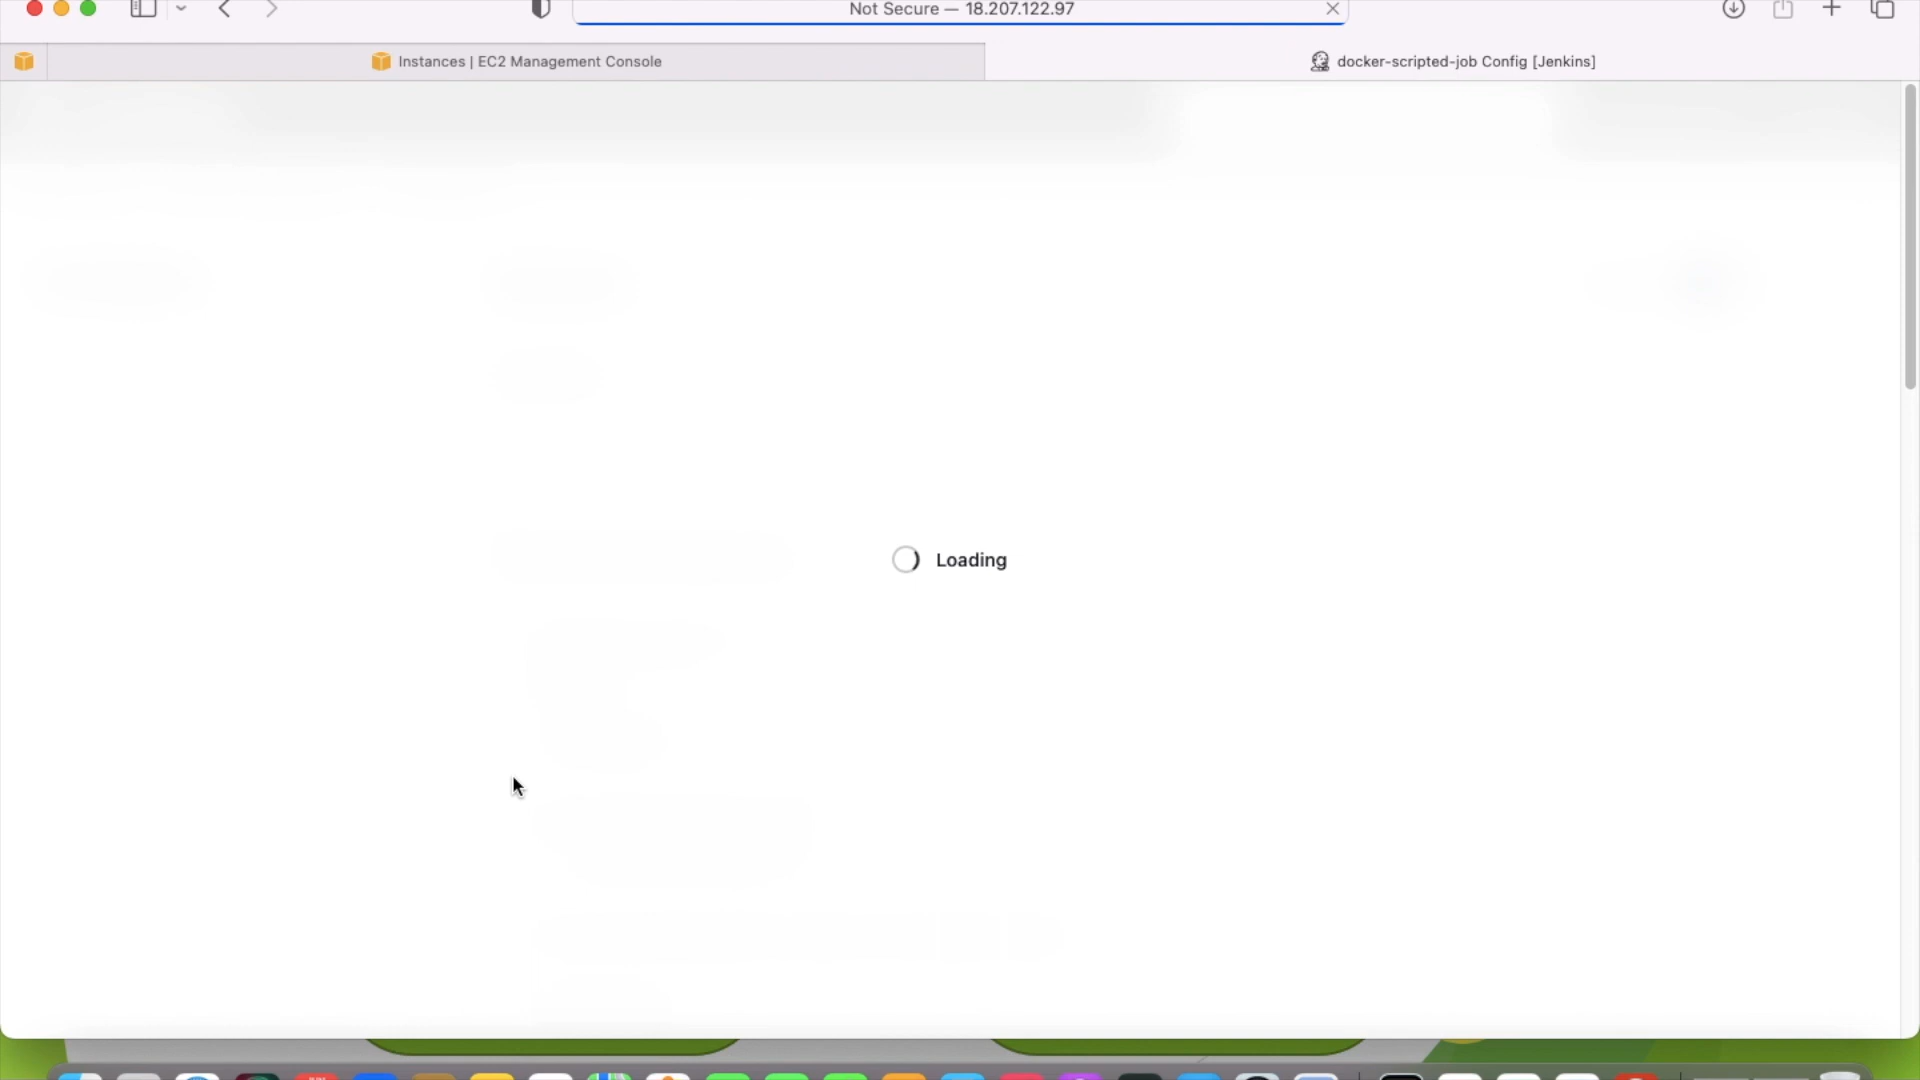 Not Secure — 18.207.122.97
Instances | EC2 Management Console
docker-scripted-job Config [Jenkins]
Loading